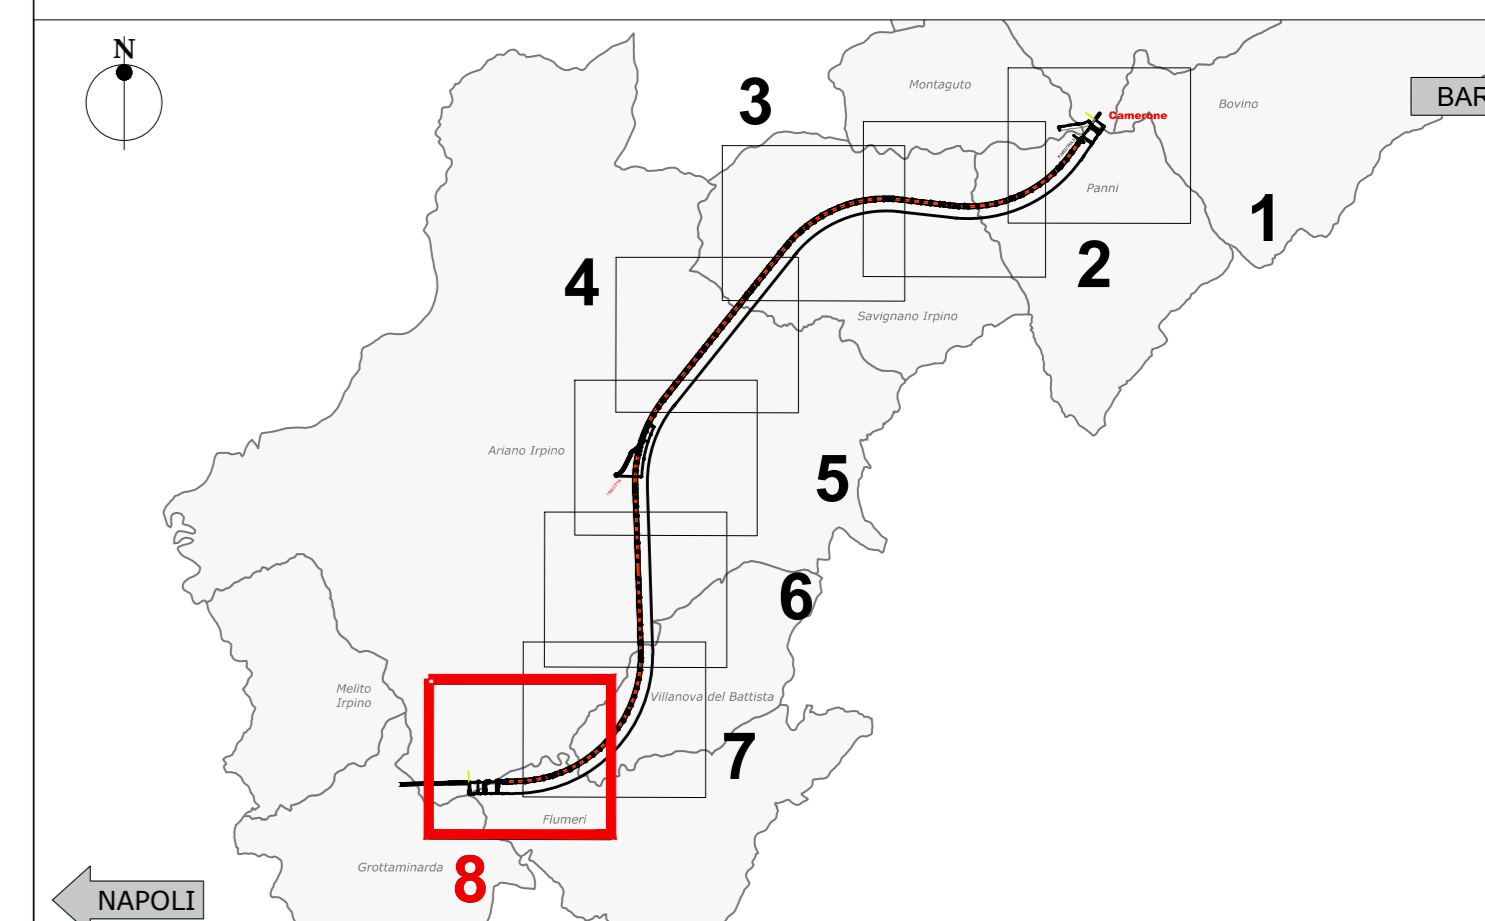 N
3
Montaguto
Bovino
BAR
Camerone
Panni
1
2
4
Savignano Irpino
Ariano Irpino
5
6
Melito
Irpino
Villanova del Battista
7
Flumeri
Grottaminarda
8
NAPOLI